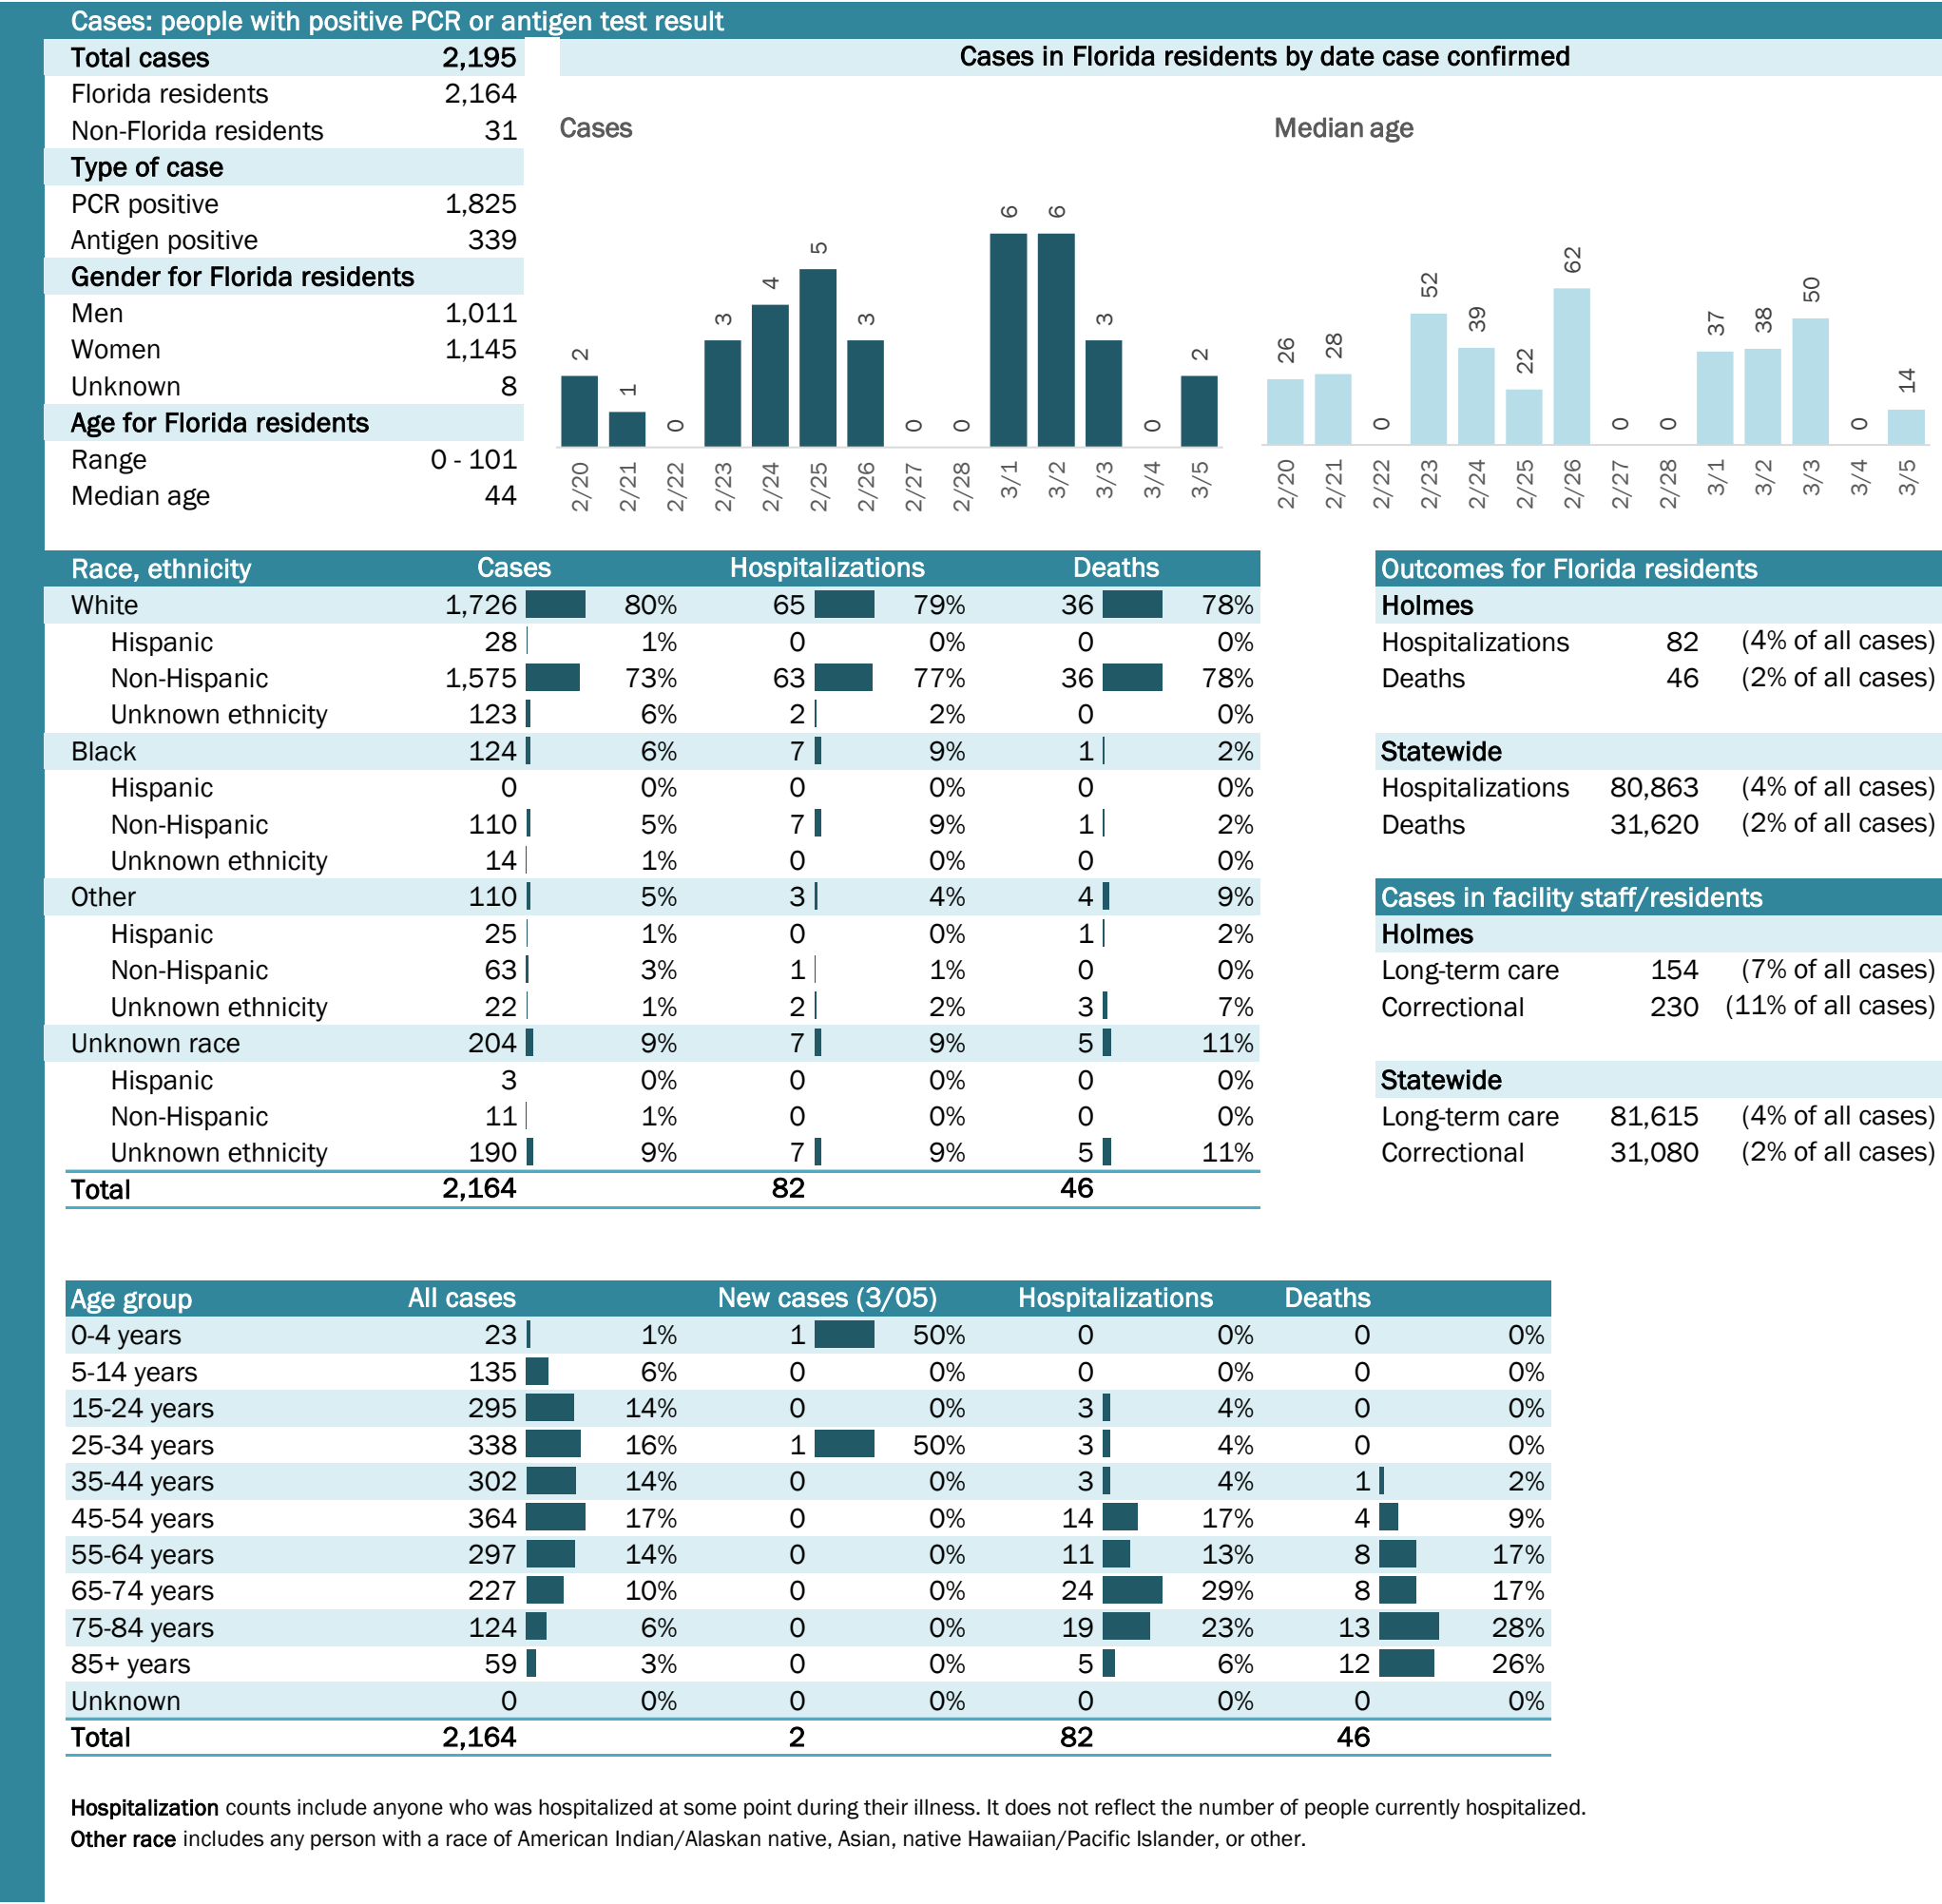 Cases: people with positive PCR or antigen test result
Total cases 2,195
Florida residents 2,164
Non-Florida residents 31
Type of case
PCR positive 1,825
Antigen positive 339
Gender for Florida residents
Men 1,011
Women 1,145
Unknown 8
Age for Florida residents
Range 0 - 101
Median age 44
Cases in Florida residents by date case confirmed
Cases
2 1 0 3 4 5 3 0 0 6 6 3 0 2
2/20 2/21 2/22 2/23 2/24 2/25 2/26 2/27 2/28 3/1 3/2 3/3 3/4 3/5
Median age
26 28 0 52 39 22 62 0 0 37 38 50 0 14
2/20 2/21 2/22 2/23 2/24 2/25 2/26 2/27 2/28 3/1 3/2 3/3 3/4 3/5
Race, ethnicity Cases Hospitalizations Deaths
White 1,726 80% 65 79% 36 78%
Hispanic 28 1% 0 0% 0 0%
Non-Hispanic 1,575 73% 63 77% 36 78%
Unknown ethnicity 123 6% 2 2% 0 0%
Black 124 6% 7 9% 1 2%
Hispanic 0 0% 0 0% 0 0%
Non-Hispanic 110 5% 7 9% 1 2%
Unknown ethnicity 14 1% 0 0% 0 0%
Other 110 5% 3 4% 4 9%
Hispanic 25 1% 0 0% 1 2%
Non-Hispanic 63 3% 1 1% 0 0%
Unknown ethnicity 22 1% 2 2% 3 7%
Unknown race 204 9% 7 9% 5 11%
Hispanic 3 0% 0 0% 0 0%
Non-Hispanic 11 1% 0 0% 0 0%
Unknown ethnicity 190 9% 7 9% 5 11%
Total 2,164 82 46
Outcomes for Florida residents
Holmes
Hospitalizations 82 (4% of all cases)
Deaths 46 (2% of all cases)
Statewide
Hospitalizations 80,863 (4% of all cases)
Deaths 31,620 (2% of all cases)
Cases in facility staff/residents
Holmes
Long-term care 154 (7% of all cases)
Correctional 230 (11% of all cases)
Statewide
Long-term care 81,615 (4% of all cases)
Correctional 31,080 (2% of all cases)
Age group All cases New cases (3/05) Hospitalizations Deaths
0-4 years 23 1% 1 50% 0 0% 0 0%
5-14 years 135 6% 0 0% 0 0% 0 0%
15-24 years 295 14% 0 0% 3 4% 0 0%
25-34 years 338 16% 1 50% 3 4% 0 0%
35-44 years 302 14% 0 0% 3 4% 1 2%
45-54 years 364 17% 0 0% 14 17% 4 9%
55-64 years 297 14% 0 0% 11 13% 8 17%
65-74 years 227 10% 0 0% 24 29% 8 17%
75-84 years 124 6% 0 0% 19 23% 13 28%
85+ years 59 3% 0 0% 5 6% 12 26%
Unknown 0 0% 0 0% 0 0% 0 0%
Total 2,164 2 82 46
Hospitalization counts include anyone who was hospitalized at some point during their illness. It does not reflect the number of people currently hospitalized.
Other race includes any person with a race of American Indian/Alaskan native, Asian, native Hawaiian/Pacific Islander, or other.